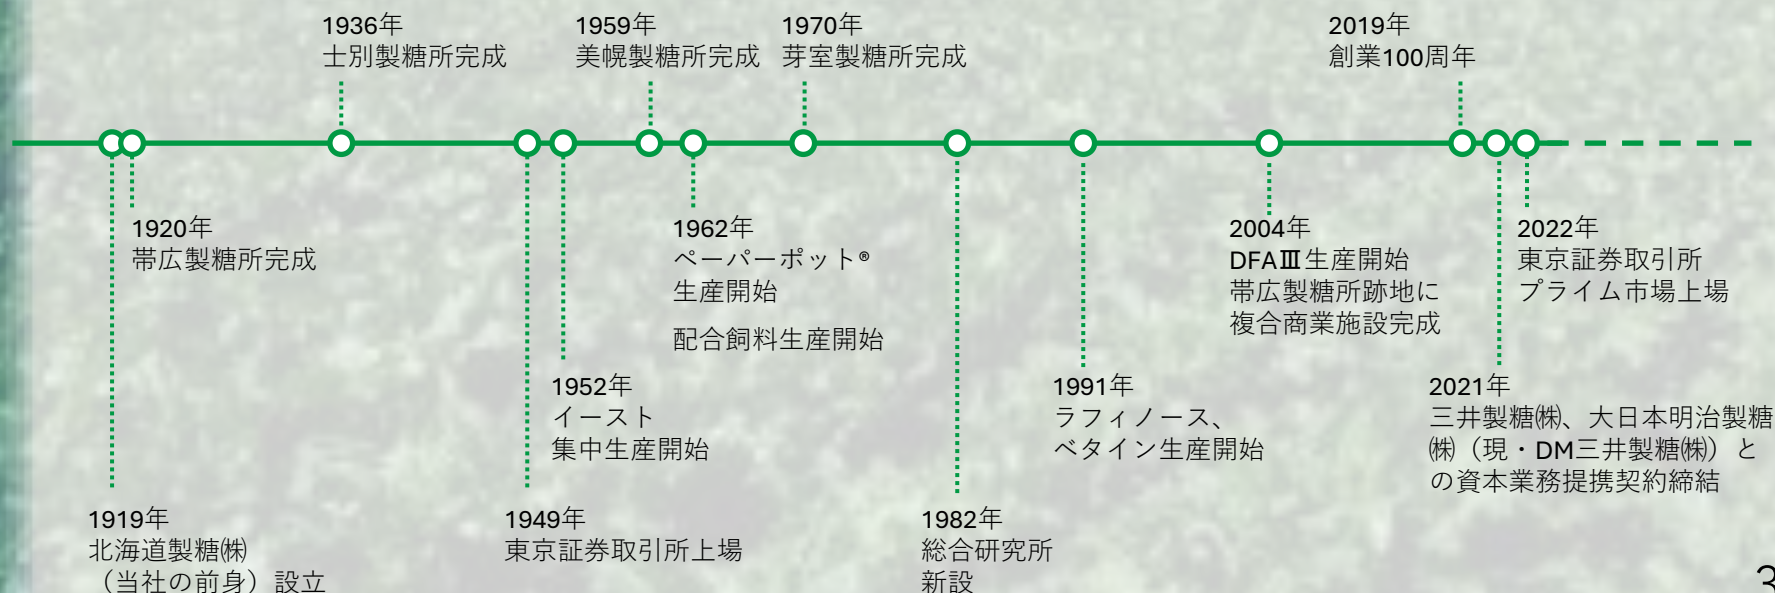 1936年
士別製糖所完成
1959年
美幌製糖所完成
1970年
芽室製糖所完成
2019年
創業100周年
1920年
帯広製糖所完成
1962年
ペーパーポット®
生産開始
配合飼料生産開始
2004年
DFAⅢ生産開始
帯広製糖所跡地に
複合商業施設完成
2022年
東京証券取引所
プライム市場上場
1952年
イースト
集中生産開始
1991年
ラフィノース、
ベタイン生産開始
2021年
三井製糖㈱、大日本明治製糖
㈱（現・DM三井製糖㈱）と
の資本業務提携契約締結
1919年
北海道製糖㈱
（当社の前身）設立
1949年
東京証券取引所上場
1982年
総合研究所
新設
3